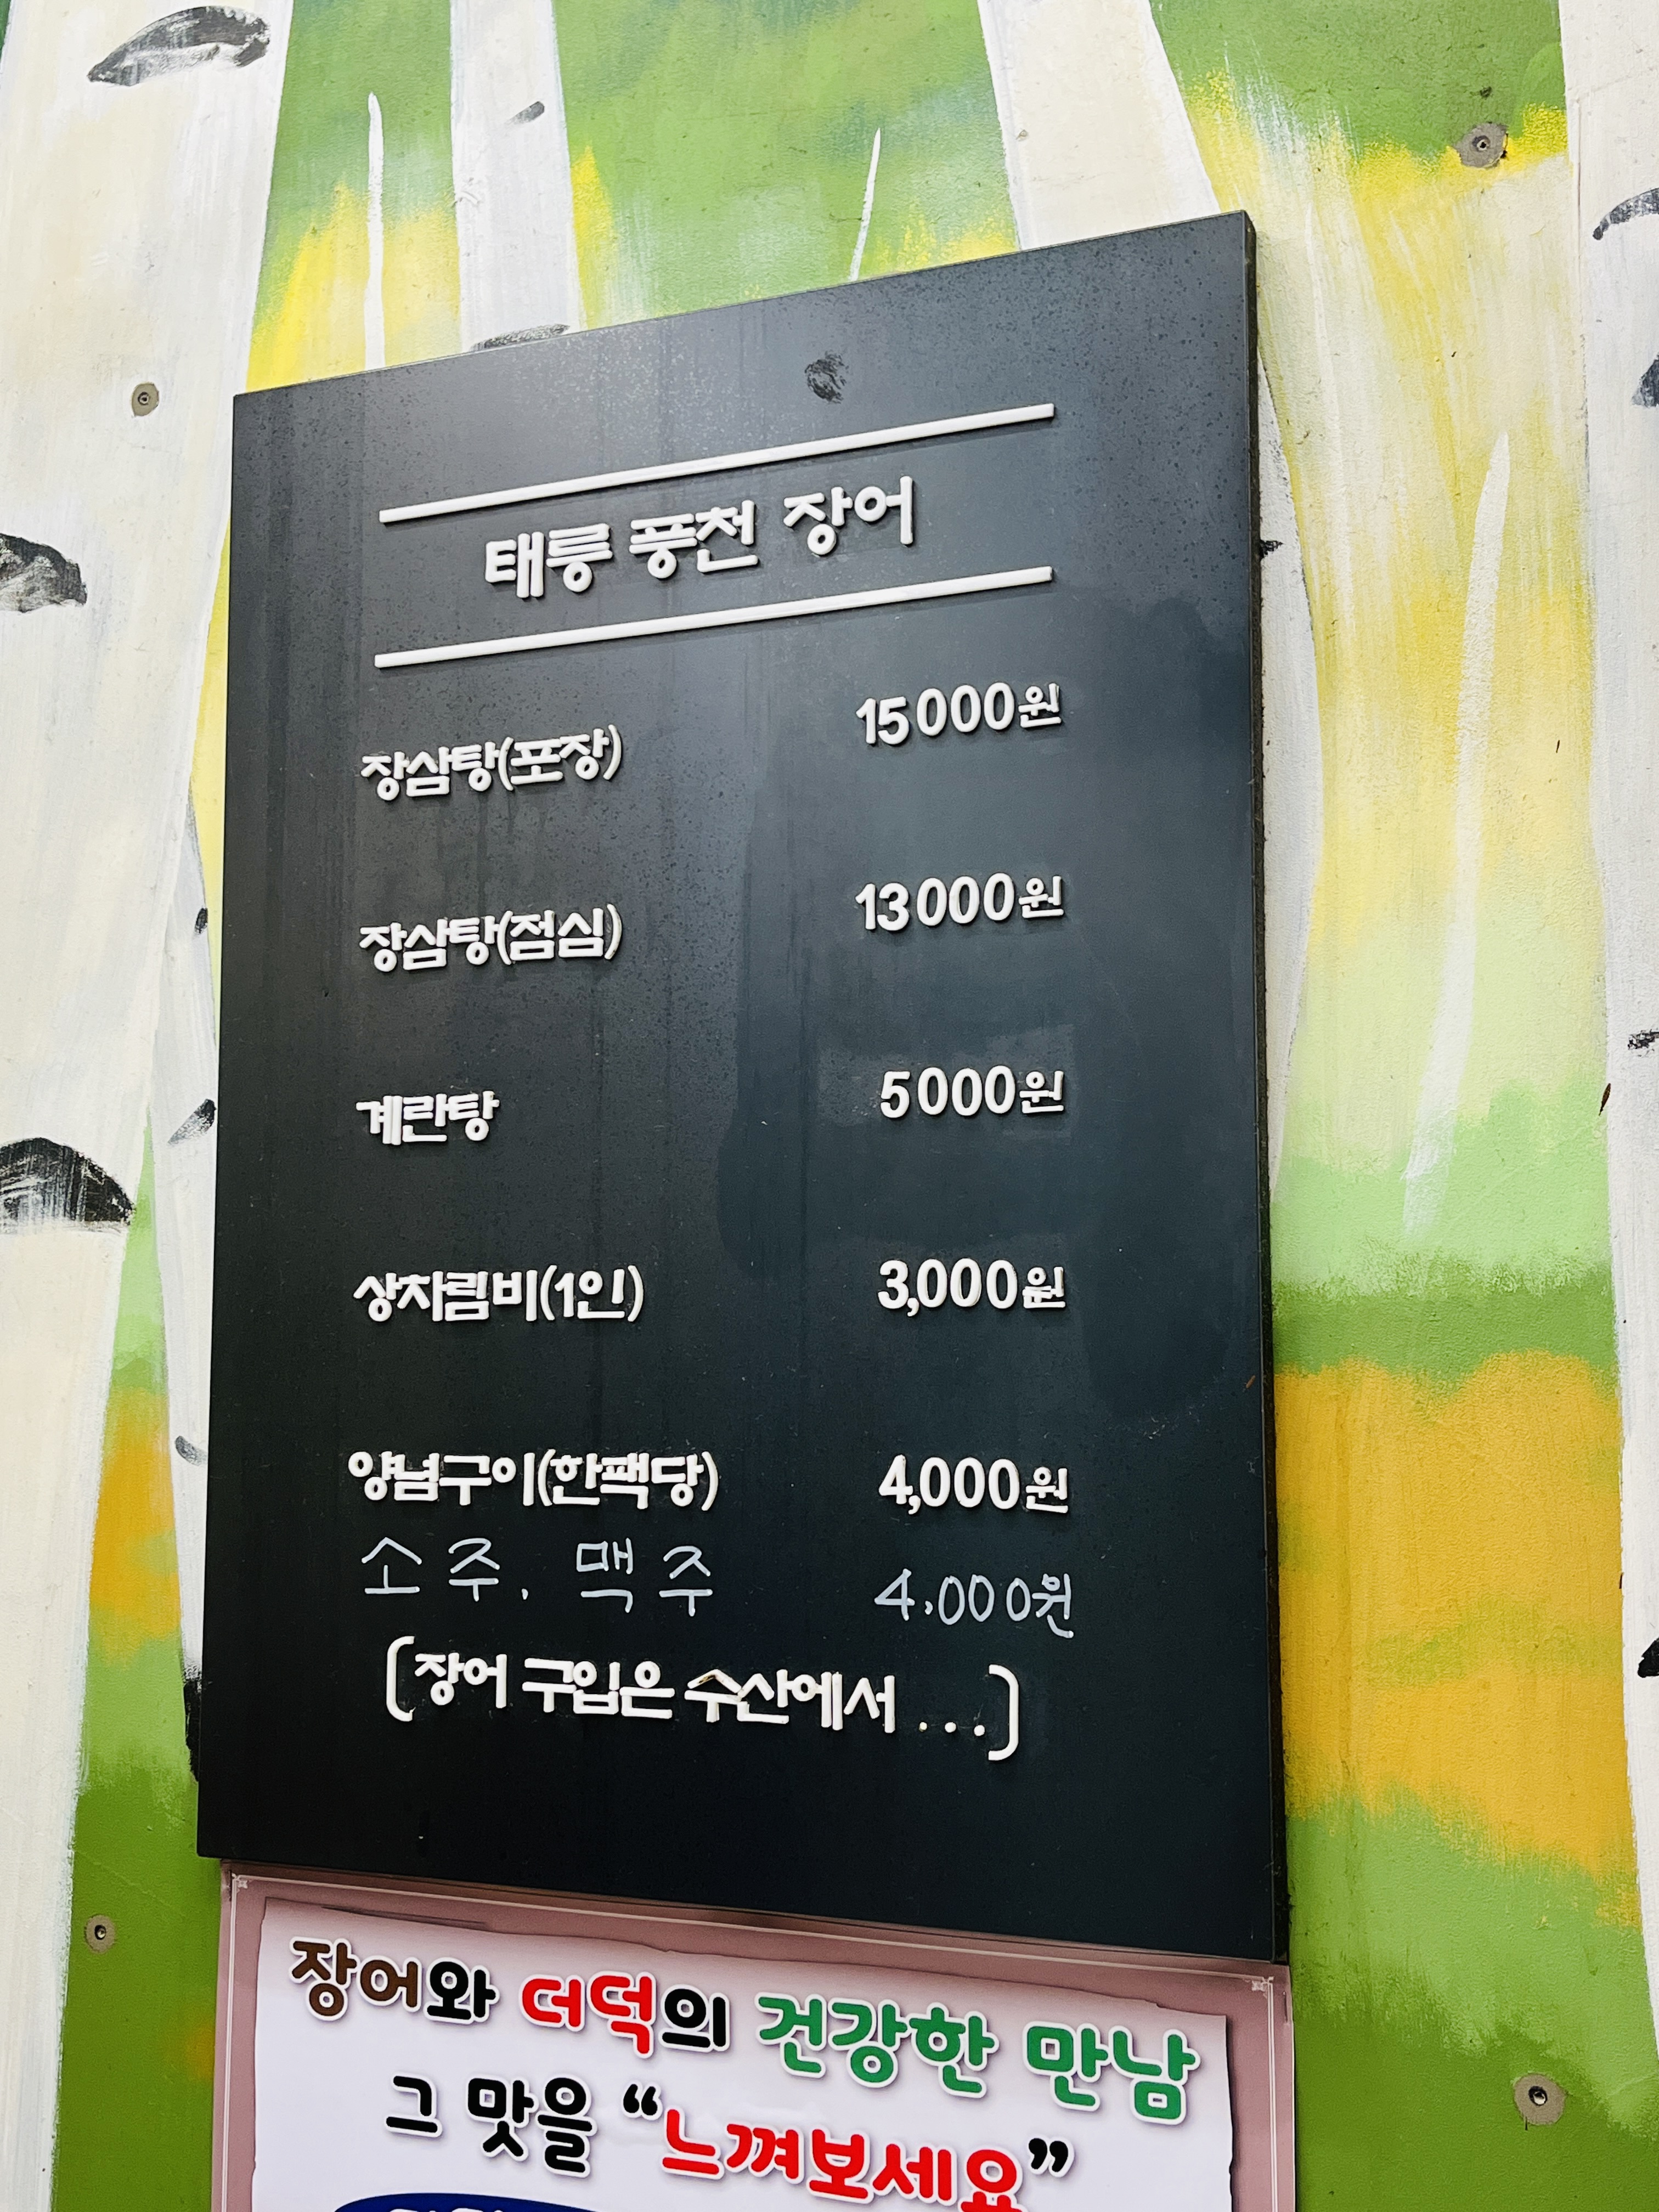 태릉 풍천 장어
장삼탕(포장) 15000원
장삼탕(점심) 13000원
계란탕 5000원
상차림비(1인) 3,000원
양념구이(한팩당) 4,000원
소주, 맥주 4,000원
(장어 구입은 수산에서 ...)
장어와 더덕의 건강한 만남
그 맛을 “느껴보세요”